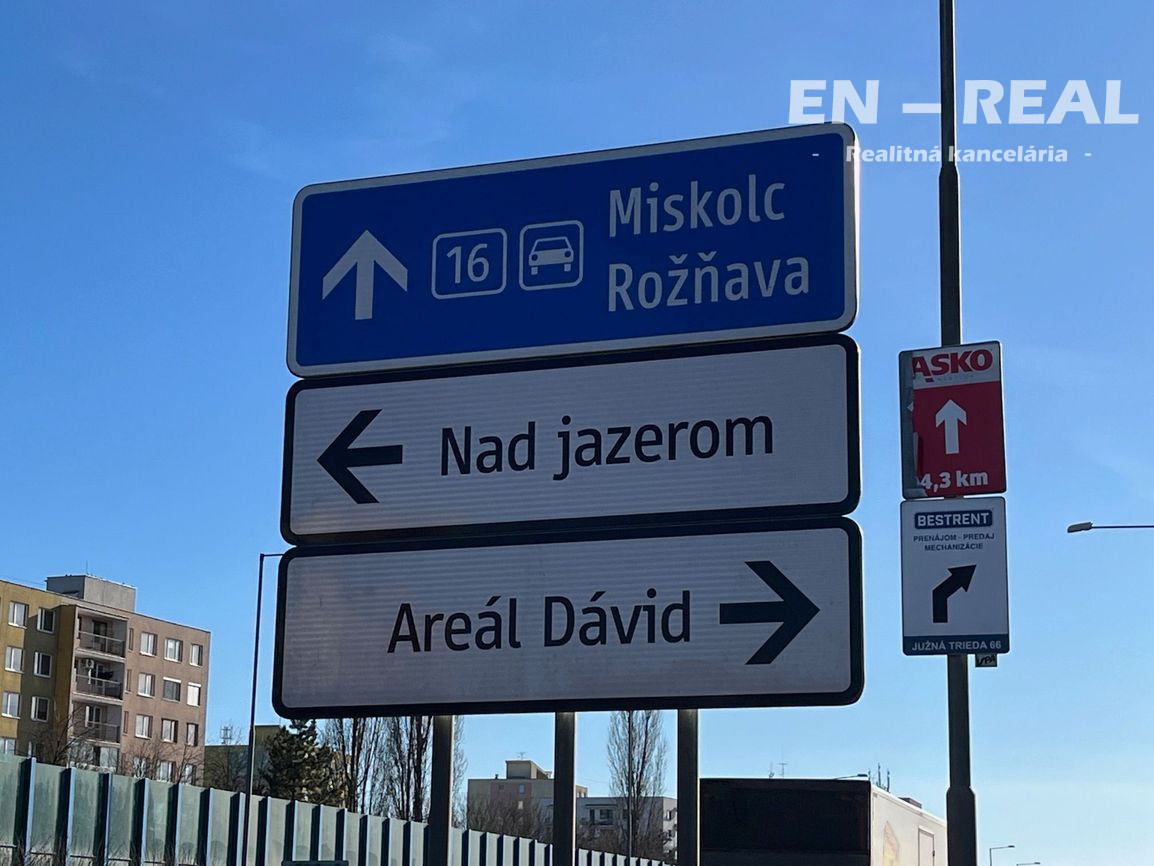 EN – REAL
- Realitná kancelária -
16 Miskolc
Rožňava
Nad jazerom
Areál Dávid
ASKO
4,3 km
BESTRENT
PRENÁJOM - PREDAJ
MECHANIZÁCIE
JUŽNÁ TRIEDA 66